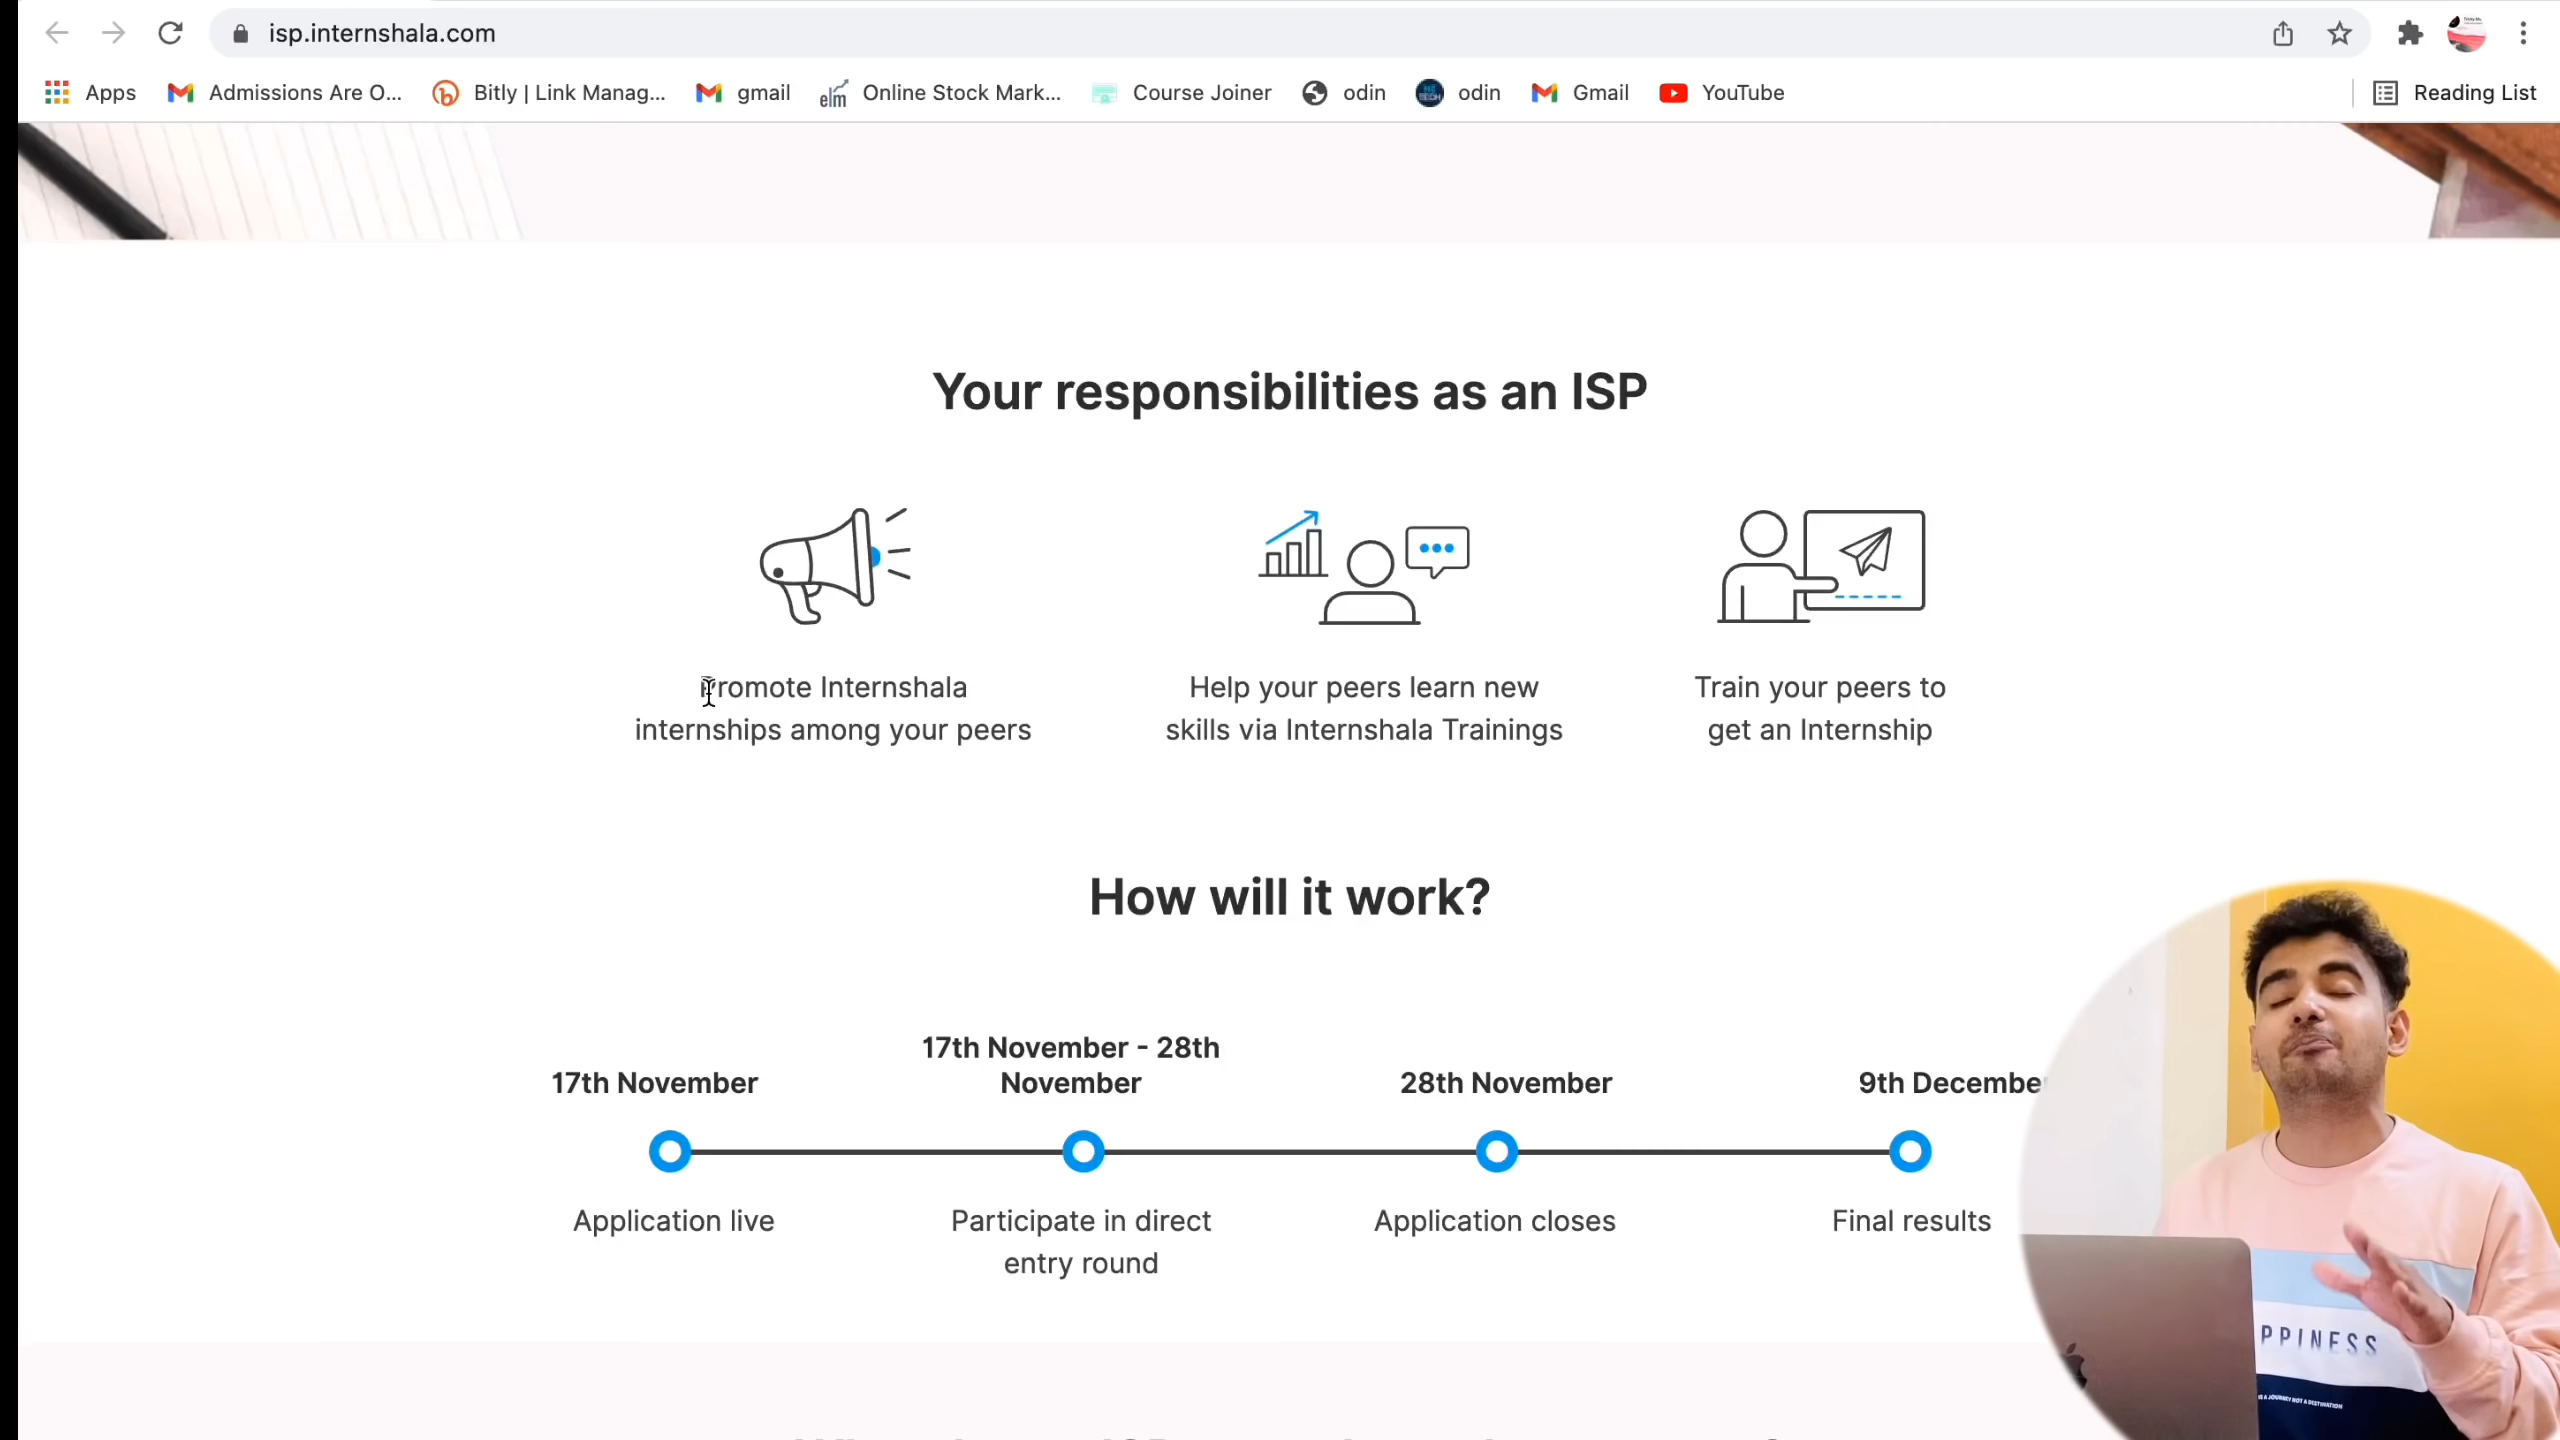 isp.internshala.com
Apps
Admissions Are O...
Bitly | Link Manag...
gmail
Online Stock Mark...
Course Joiner
odin
odin
Gmail
YouTube
Reading List
Your responsibilities as an ISP
Promote Internshala
internships among your peers
Help your peers learn new
skills via Internshala Trainings
Train your peers to
get an Internship
How will it work?
17th November
17th November - 28th
November
28th November
9th Decembe
Application live
Participate in direct
entry round
Application closes
Final results
PPINESS